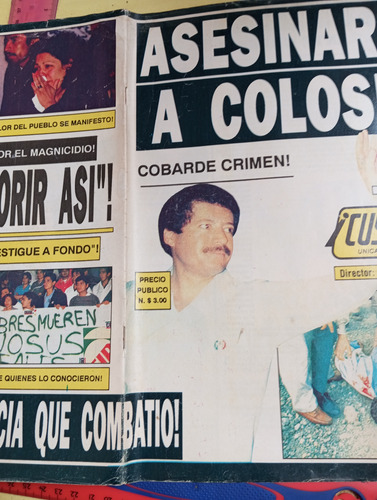 LOR DEL PUEBLO SE MANIFESTO!
OR EL MAGNICIDIO!
ORIR ASI"!
ESTIGUE A FONDO"!
BRES MUEREN
E QUIENES LO CONOCIERON!
CIA QUE COMBATIO!
ASESINAR
A COLOS
COBARDE CRIMEN!
PRECIO
PUBLICO
N. $ 3.00
¡CUS
UNICA
Director: